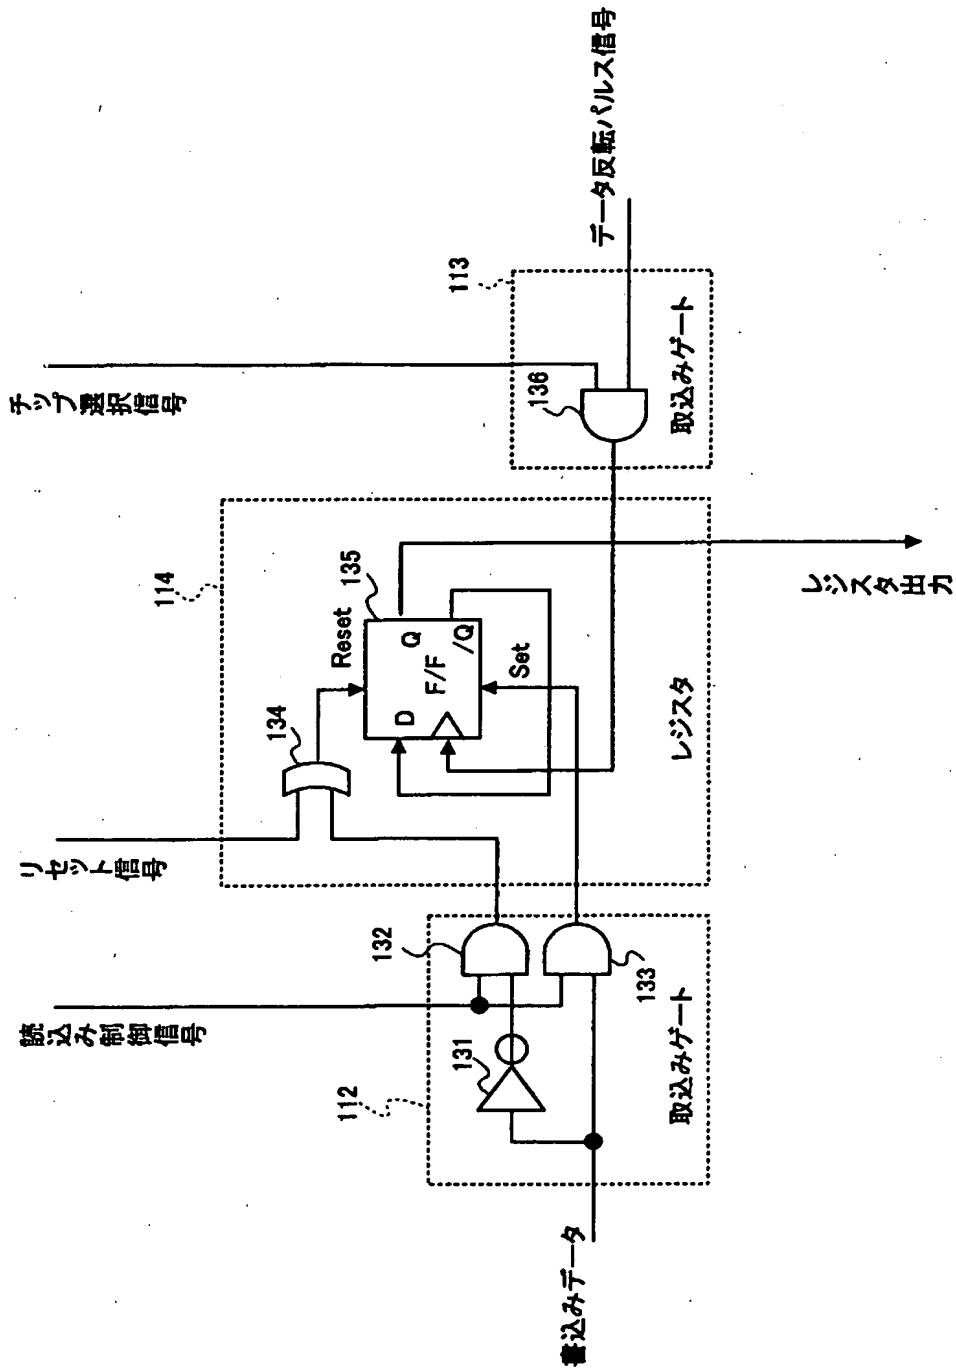 チップ選択信号
リセット信号
読込み制御信号
書込みデータ
データ反転パルス信号
112
取込みゲート
131
132
133
114
レジスタ
134
135
Reset
Set
D
Q
F/F
/Q
113
取込みゲート
136
レジスタ出力